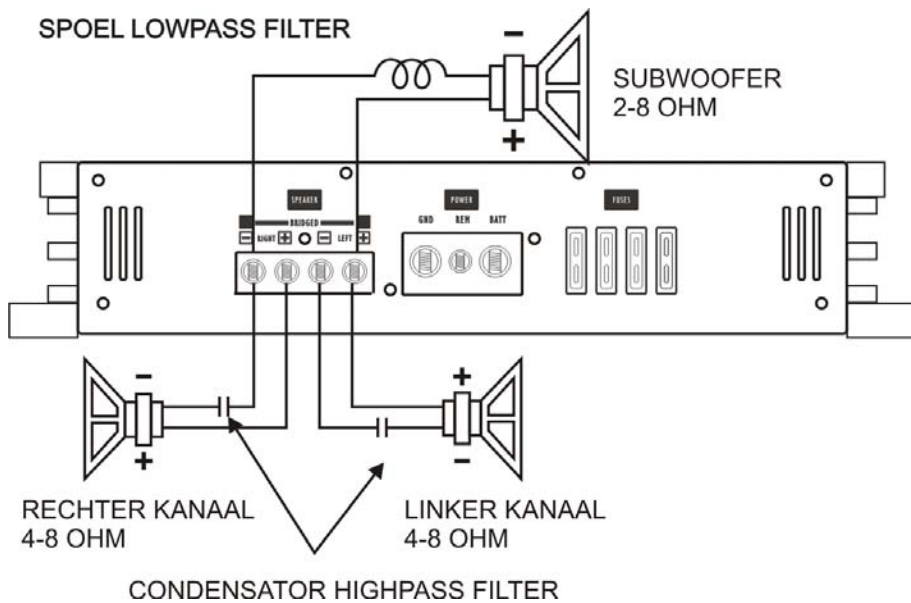 SPOEL LOWPASS FILTER
-
SUBWOOFER
2-8 OHM
+
SPEAKER
POWER
FUSES
BRIDGED
- RIGHT + - LEFT +
GND REM BATT
-
+
+
-
RECHTER KANAAL
4-8 OHM
LINKER KANAAL
4-8 OHM
CONDENSATOR HIGHPASS FILTER